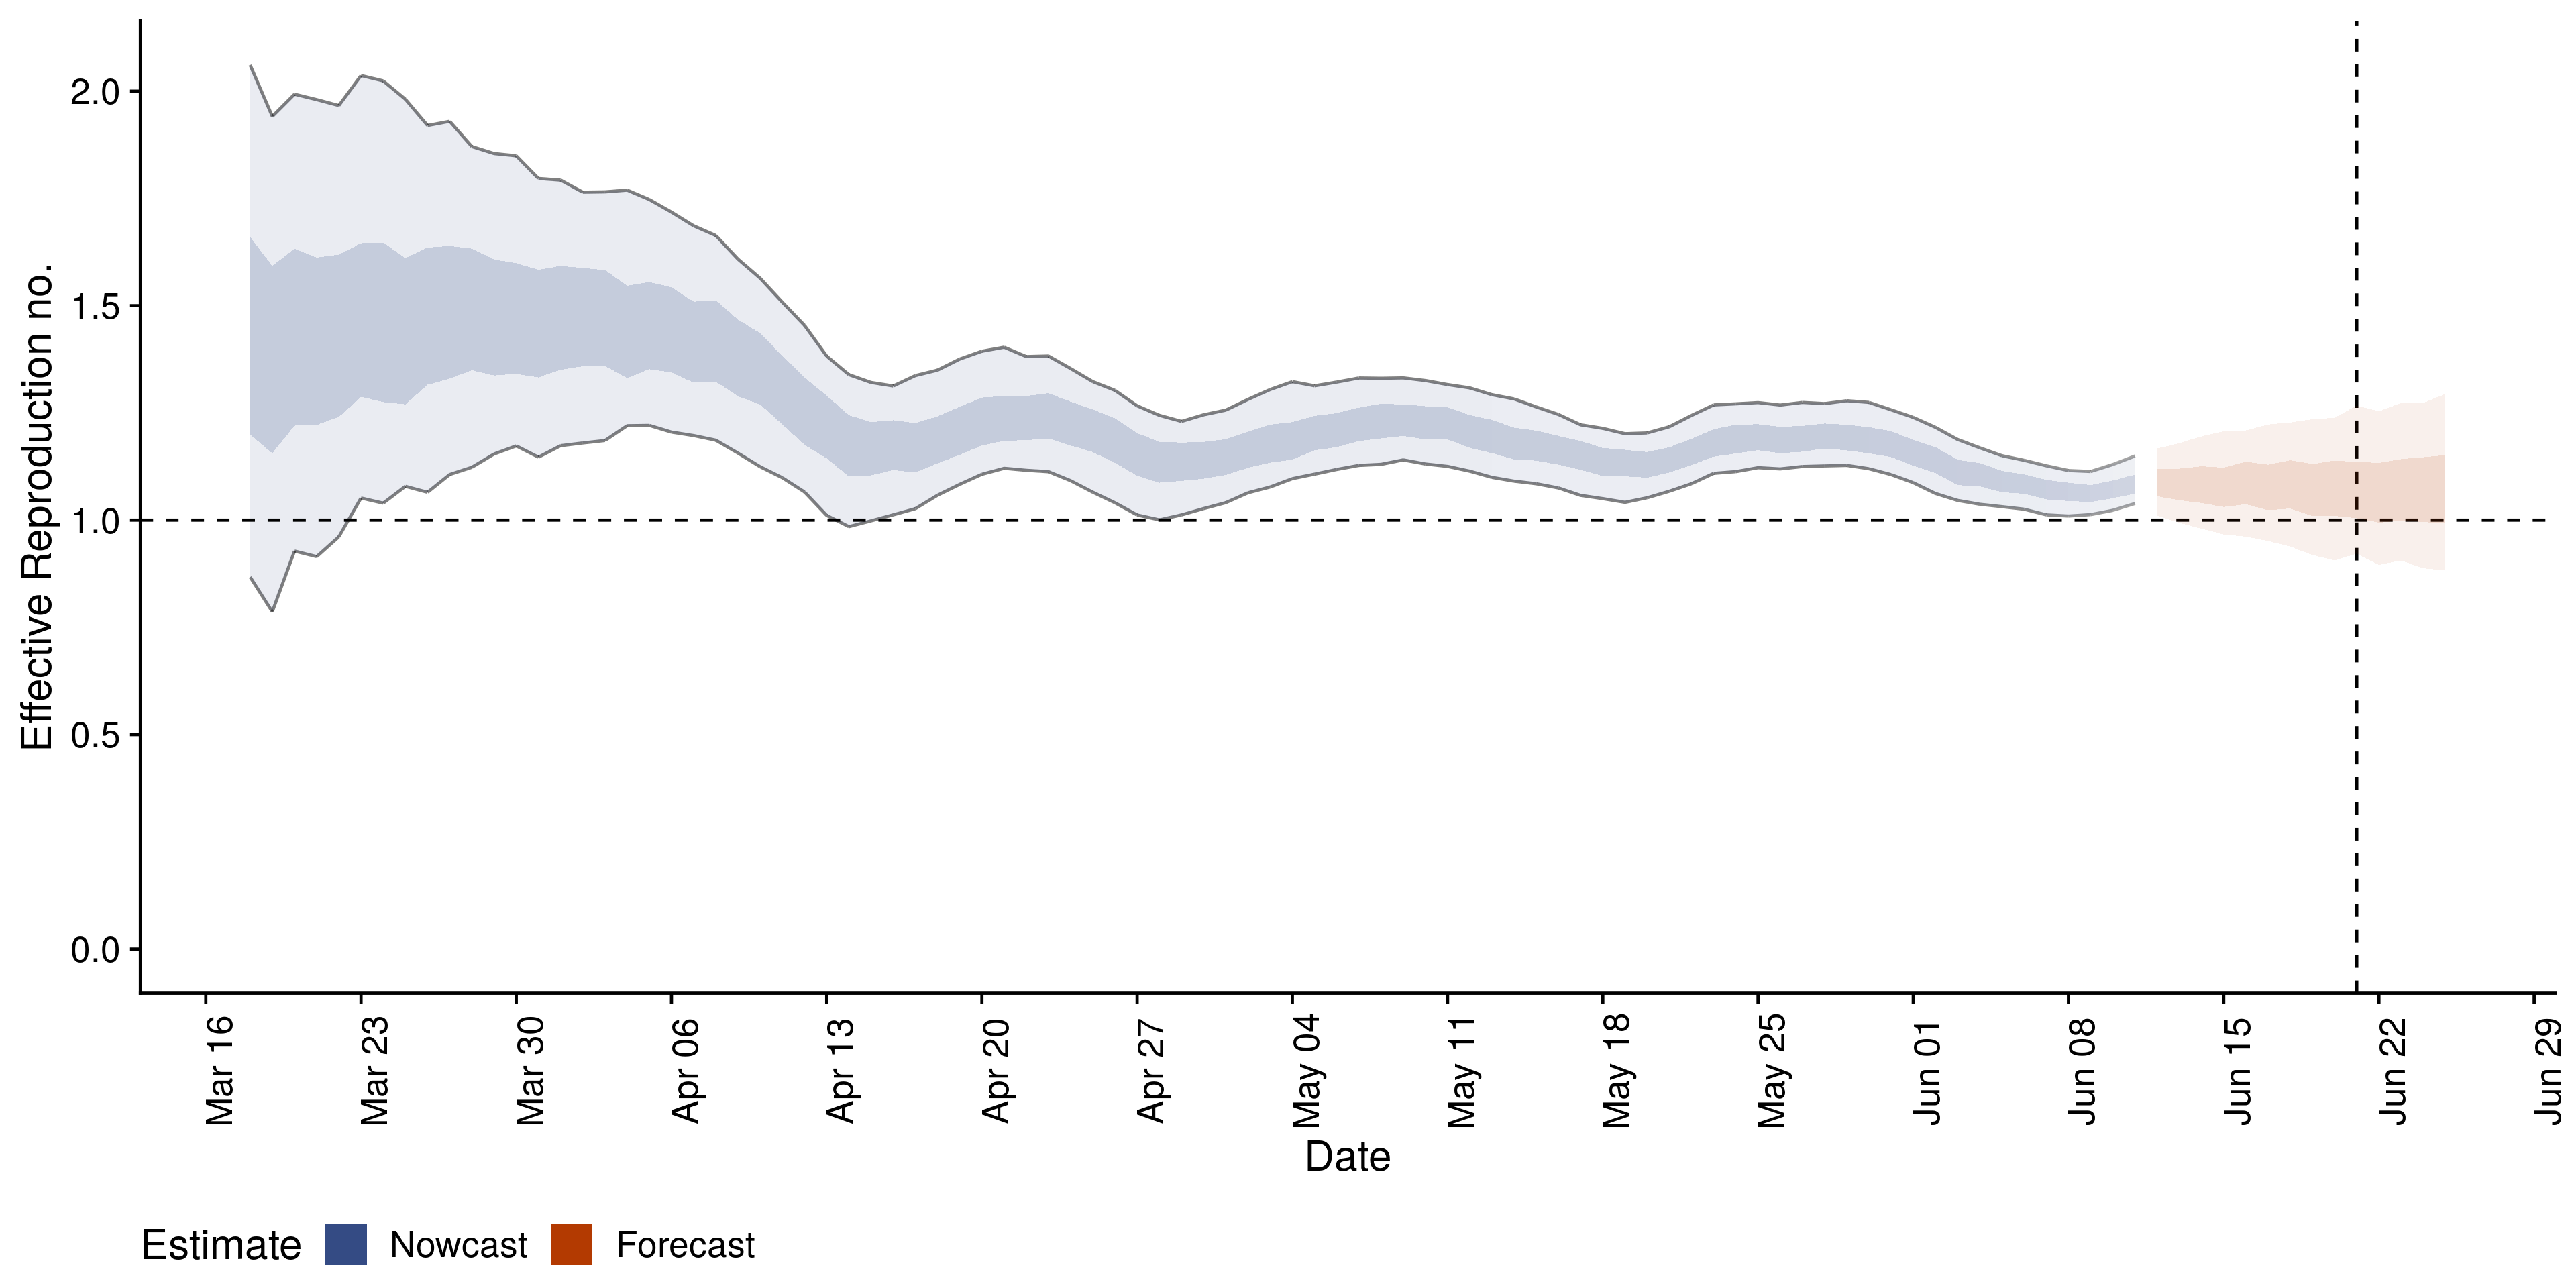 Effective Reproduction no.
2.0
1.5
1.0
0.5
0.0
Mar 16
Mar 23
Mar 30
Apr 06
Apr 13
Apr 20
Apr 27
May 04
May 11
May 18
May 25
Jun 01
Jun 08
Jun 15
Jun 22
Jun 29
Date
Estimate Nowcast Forecast